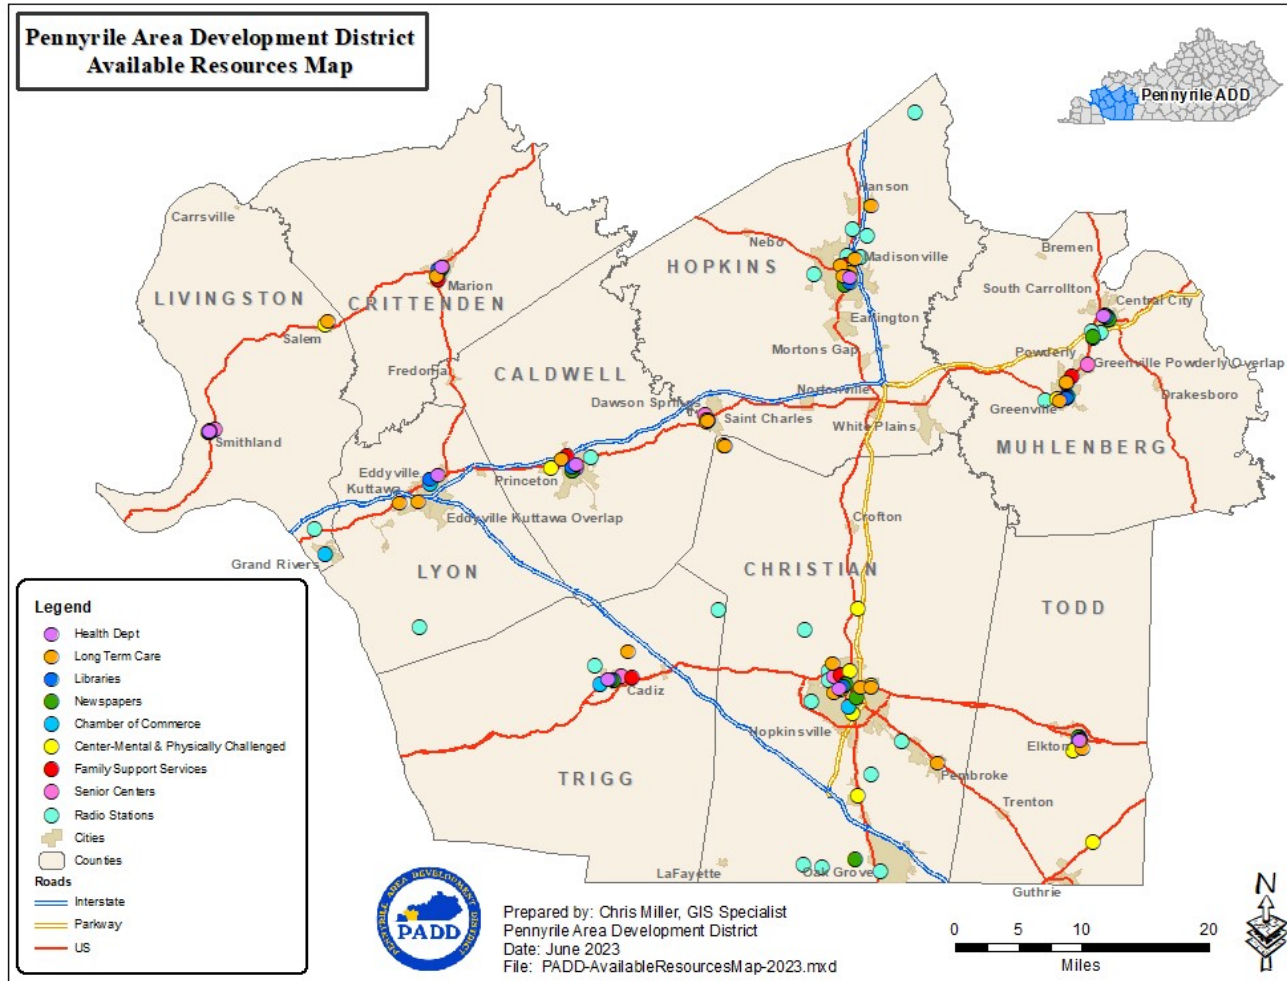 Pennyrile Area Development District
Available Resources Map
Pennyrile ADD
Hanson
Carrsville
Nebo
Bremen
Madisonville
HOPKINS
South Carrollton
Central City
LIVINGSTON
CRITTENDEN
Marion
Earlington
Salem
Mortons Gap
Powderly
Greenville Powderly Overlap
Fredonia
CALDWELL
Nortonville
Drakesboro
Dawson Springs
Saint Charles
White Plains
Greenville
Smithland
MUHLENBERG
Eddyville
Princeton
Kuttawa
Eddyville Kuttawa Overlap
Crofton
Grand Rivers
LYON
CHRISTIAN
TODD
Cadiz
Hopkinsville
Elkton
TRIGG
Pembroke
Trenton
LaFayette
Oak Grove
Guthrie
Legend
Health Dept
Long Term Care
Libraries
Newspapers
Chamber of Commerce
Center-Mental & Physically Challenged
Family Support Services
Senior Centers
Radio Stations
Cities
Counties
Roads
Interstate
Parkway
US
PENNYRILE AREA DEVELOPMENT DISTRICT
PADD
Prepared by: Chris Miller, GIS Specialist
Pennyrile Area Development District
Date: June 2023
File: PADD-AvailableResourcesMap-2023.mxd
0 5 10 20
Miles
N